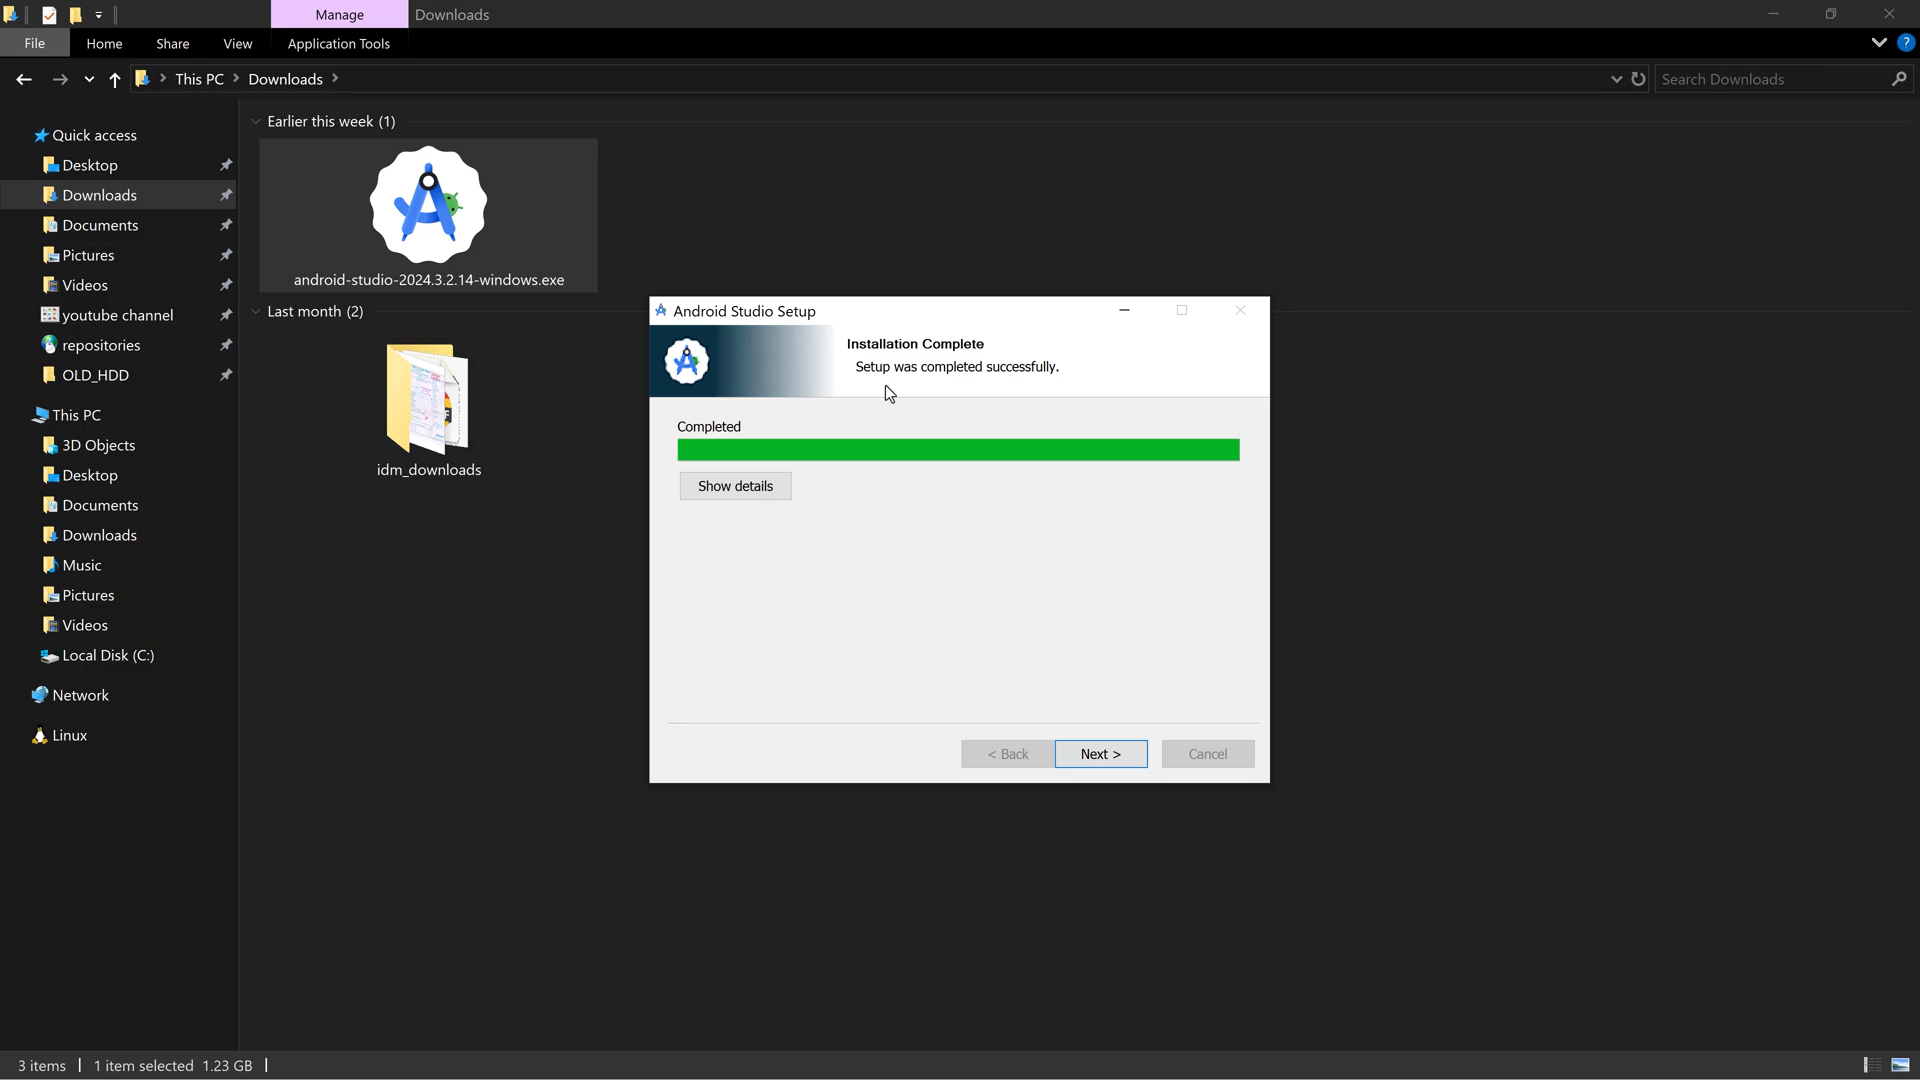 Manage
Downloads
File
Home
Share
View
Application Tools
This PC
Downloads
Search Downloads
?
Quick access
Desktop
Downloads
Documents
Pictures
Videos
youtube channel
repositories
OLD_HDD
This PC
3D Objects
Desktop
Documents
Downloads
Music
Pictures
Videos
Local Disk (C:)
Network
Linux
Earlier this week (1)
android-studio-2024.3.2.14-windows.exe
Last month (2)
idm_downloads
Android Studio Setup
Installation Complete
Setup was completed successfully.
Completed
Show details
< Back
Next >
Cancel
3 items
1 item selected 1.23 GB